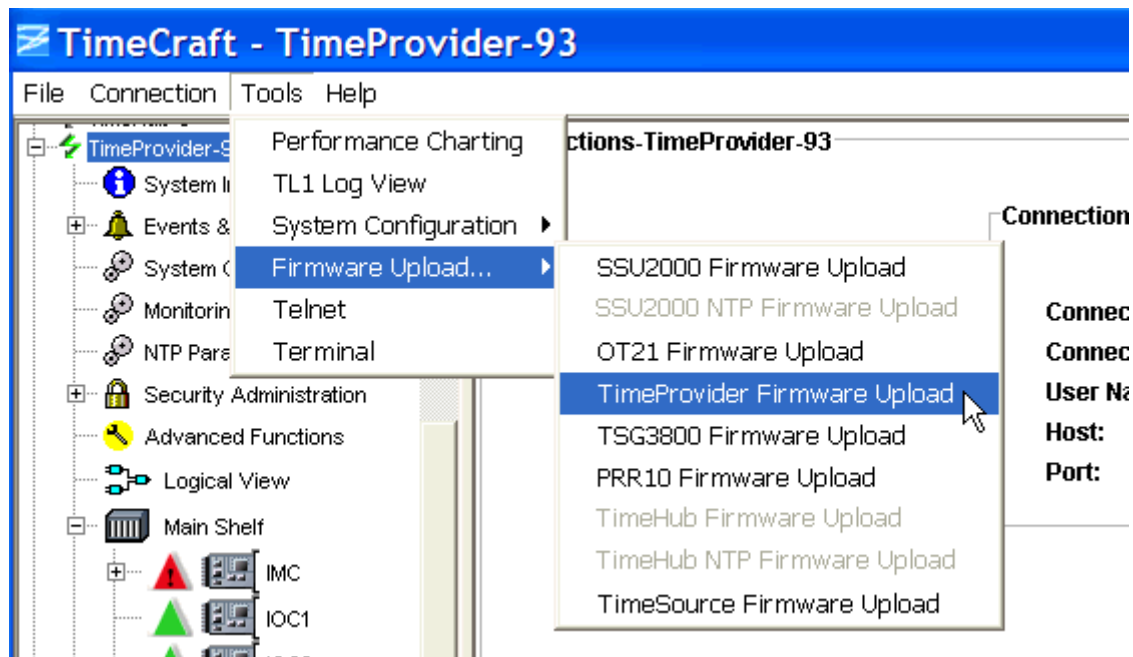 TimeCraft - TimeProvider-93
File Connection Tools Help
TimeProvider-9
System I
Events &
System
Monitorin
NTP Para
Security Administration
Advanced Functions
Logical View
Main Shelf
IMC
IOC1
Performance Charting
TL1 Log View
System Configuration
Firmware Upload...
Telnet
Terminal
SSU2000 Firmware Upload
SSU2000 NTP Firmware Upload
OT21 Firmware Upload
TimeProvider Firmware Upload
TSG3800 Firmware Upload
PRR10 Firmware Upload
TimeHub Firmware Upload
TimeHub NTP Firmware Upload
TimeSource Firmware Upload
ctions-TimeProvider-93
Connection
Connec
Connec
User Na
Host:
Port: